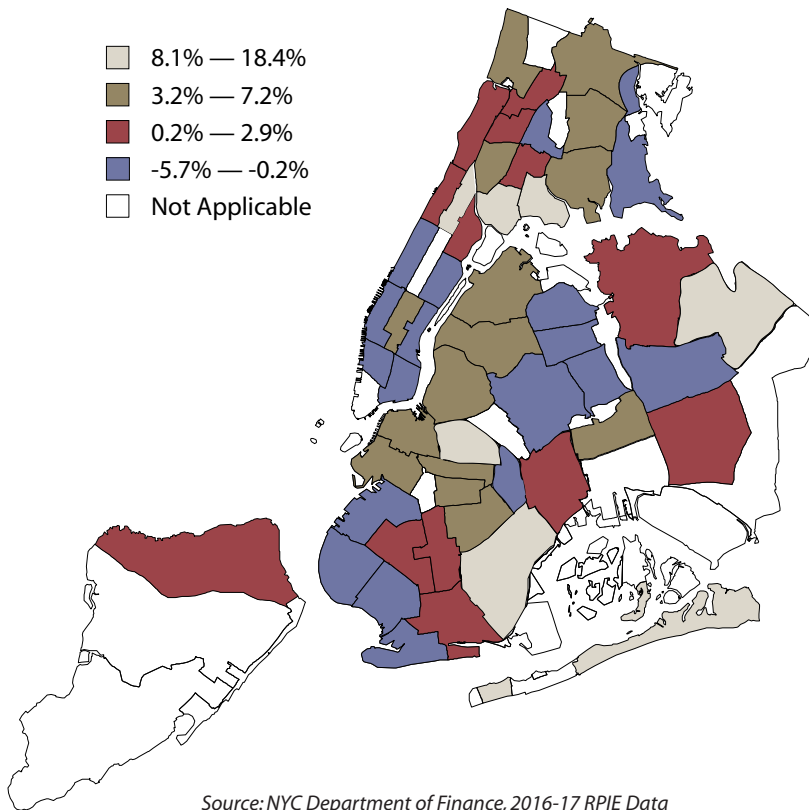 8.1% — 18.4%
3.2% — 7.2%
0.2% — 2.9%
-5.7% — -0.2%
Not Applicable
Source: NYC Department of Finance, 2016-17 RPIE Data